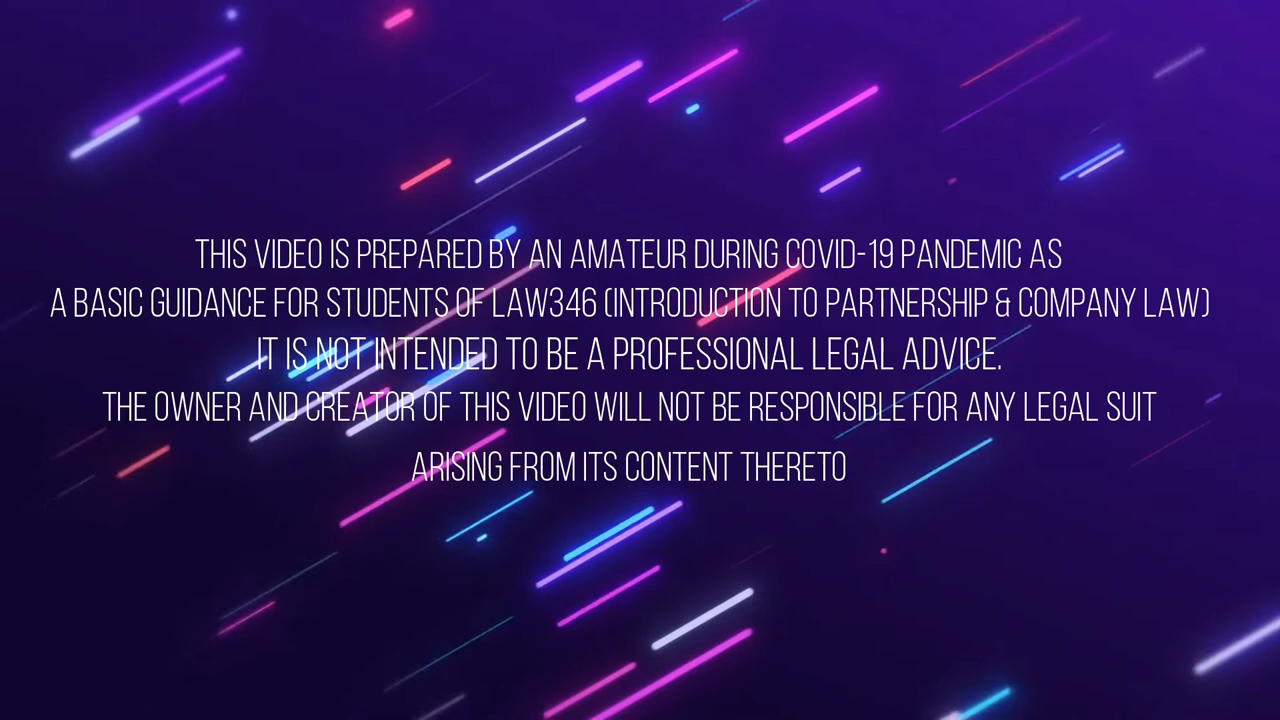 THIS VIDEO IS PREPARED BY AN AMATEUR DURING COVID-19 PANDEMIC AS
A BASIC GUIDANCE FOR STUDENTS OF LAW346 (INTRODUCTION TO PARTNERSHIP & COMPANY LAW)
IT IS NOT INTENDED TO BE A PROFESSIONAL LEGAL ADVICE.
THE OWNER AND CREATOR OF THIS VIDEO WILL NOT BE RESPONSIBLE FOR ANY LEGAL SUIT
ARISING FROM ITS CONTENT THERETO